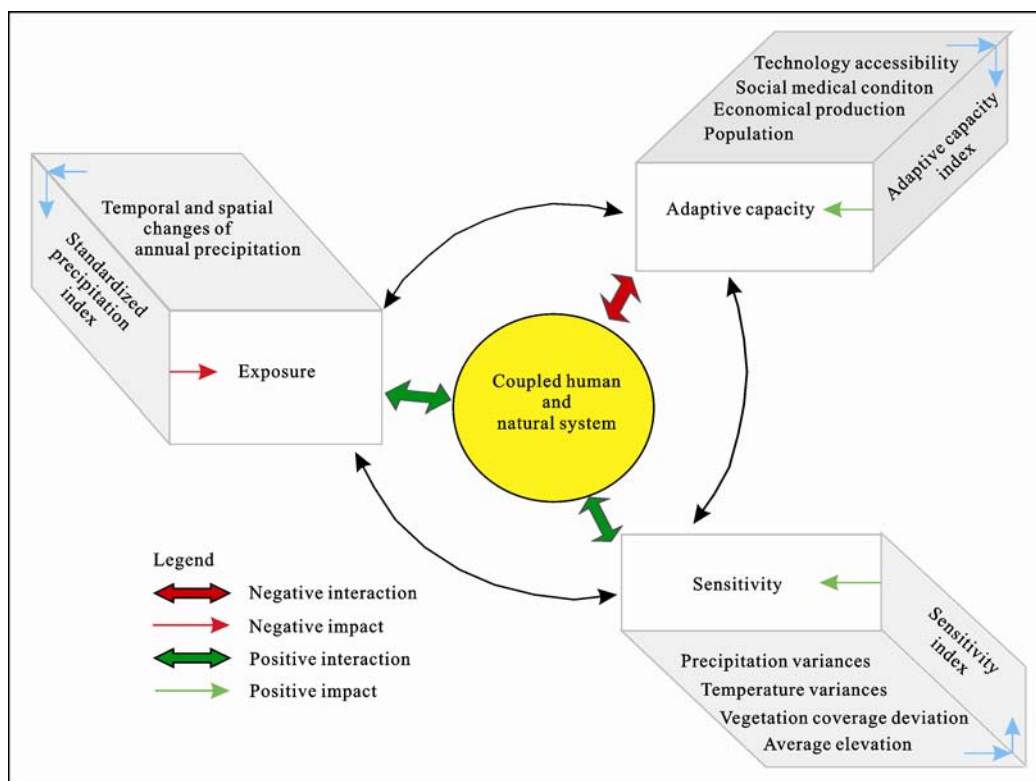 Technology accessibility
Social medical conditon
Economical production
Population
Adaptive capacity
index
Adaptive capacity
Temporal and spatial
changes of
annual precipitation
Standardized
precipitation
index
Exposure
Coupled human
and
natural system
Legend
Negative interaction
Negative impact
Positive interaction
Positive impact
Sensitivity
Sensitivity
index
Precipitation variances
Temperature variances
Vegetation coverage deviation
Average elevation